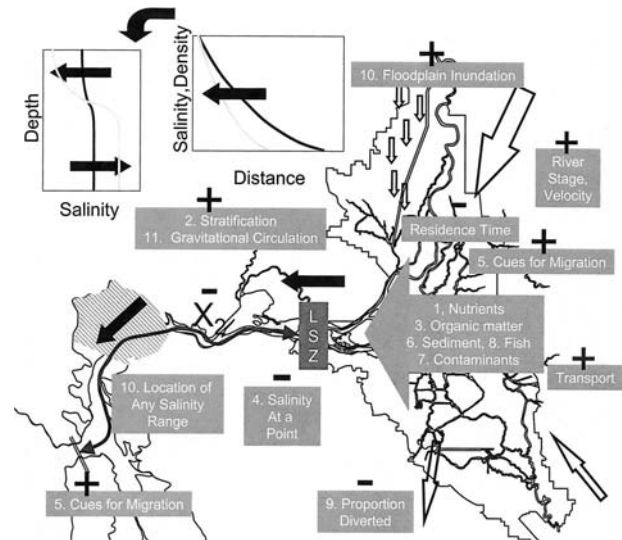 Depth
Salinity
Salinity,Density
Distance
+
10. Floodplain Inundation
+
River
Stage,
Velocity
+
2. Stratification
11. Gravitational Circulation
-
Residence Time
+
5. Cues for Migration
-
X2
L
S
Z
1, Nutrients
3. Organic matter
6. Sediment, 8. Fish
7. Contaminants
+
Transport
10. Location of
Any Salinity
Range
-
4. Salinity
At a
Point
+
5. Cues for Migration
-
9. Proportion
Diverted